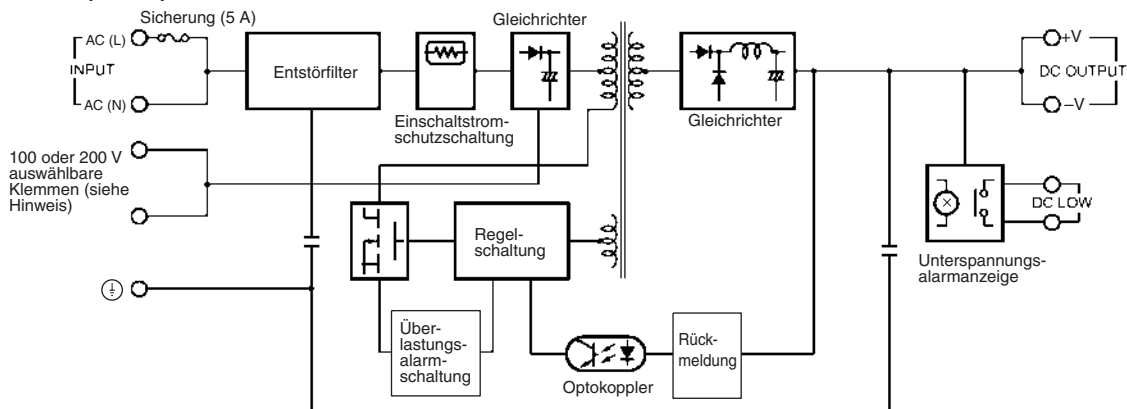 Sicherung (5 A)
AC (L)
INPUT
AC (N)
Entstörfilter
Einschaltstrom-
schutzschaltung
Gleichrichter
Gleichrichter
+V
DC OUTPUT
–V
100 oder 200 V
auswählbare
Klemmen (siehe
Hinweis)
Regel-
schaltung
DC LOW
Unterspannungs-
alarmanzeige
Über-
lastungs-
alarm-
schaltung
Optokoppler
Rück-
meldung